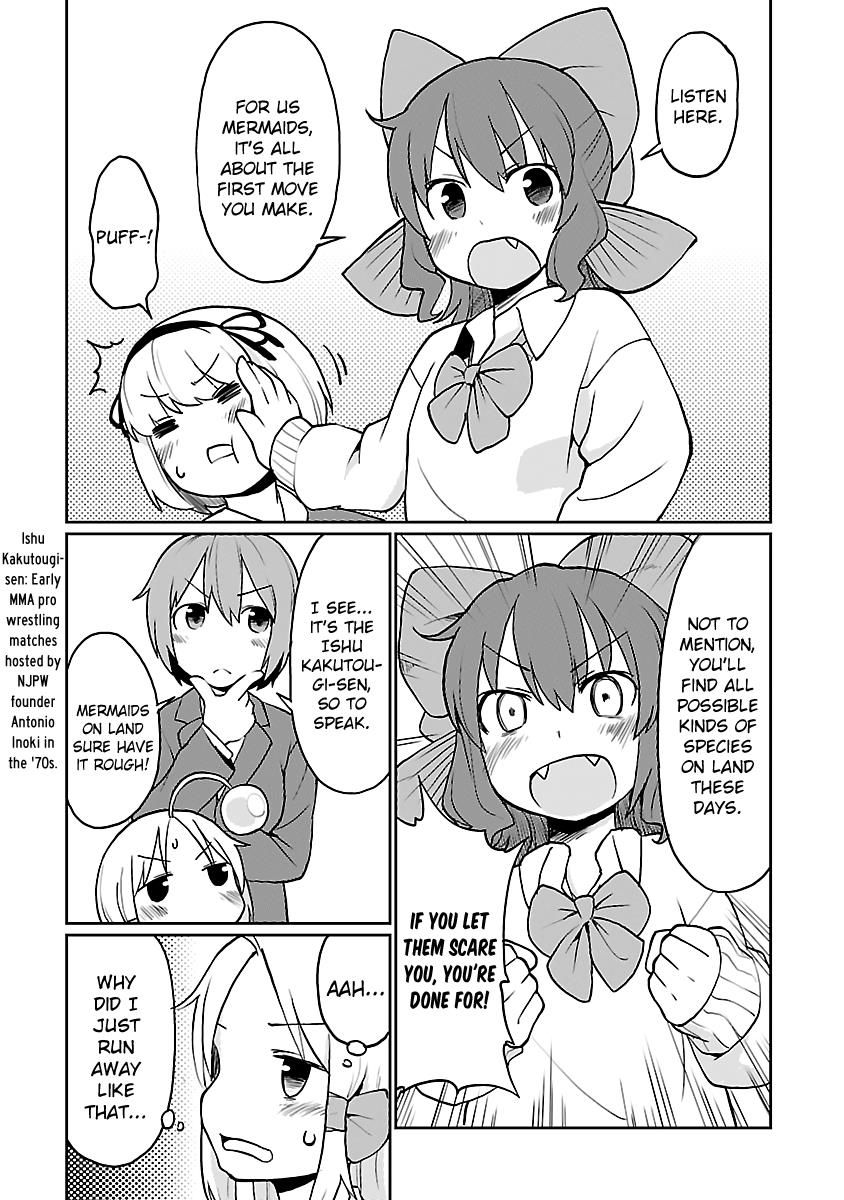 LISTEN
HERE.
FOR US
MERMAIDS,
IT'S ALL
ABOUT THE
FIRST MOVE
YOU MAKE.
PUFF-!
NOT TO
MENTION,
YOU'LL
FIND ALL
POSSIBLE
KINDS OF
SPECIES
ON LAND
THESE
DAYS.
IF YOU LET
THEM SCARE
YOU, YOU'RE
DONE FOR!
I SEE...
IT'S THE
ISHU
KAKUTOU-
GI-SEN,
SO TO
SPEAK.
MERMAIDS
ON LAND
SURE HAVE
IT ROUGH!
Ishu
Kakutougi-
sen: Early
MMA pro
wrestling
matches
hosted by
NJPW
founder
Antonio
Inoki in
the '70s.
AAH...
WHY
DID I
JUST
RUN
AWAY
LIKE
THAT...